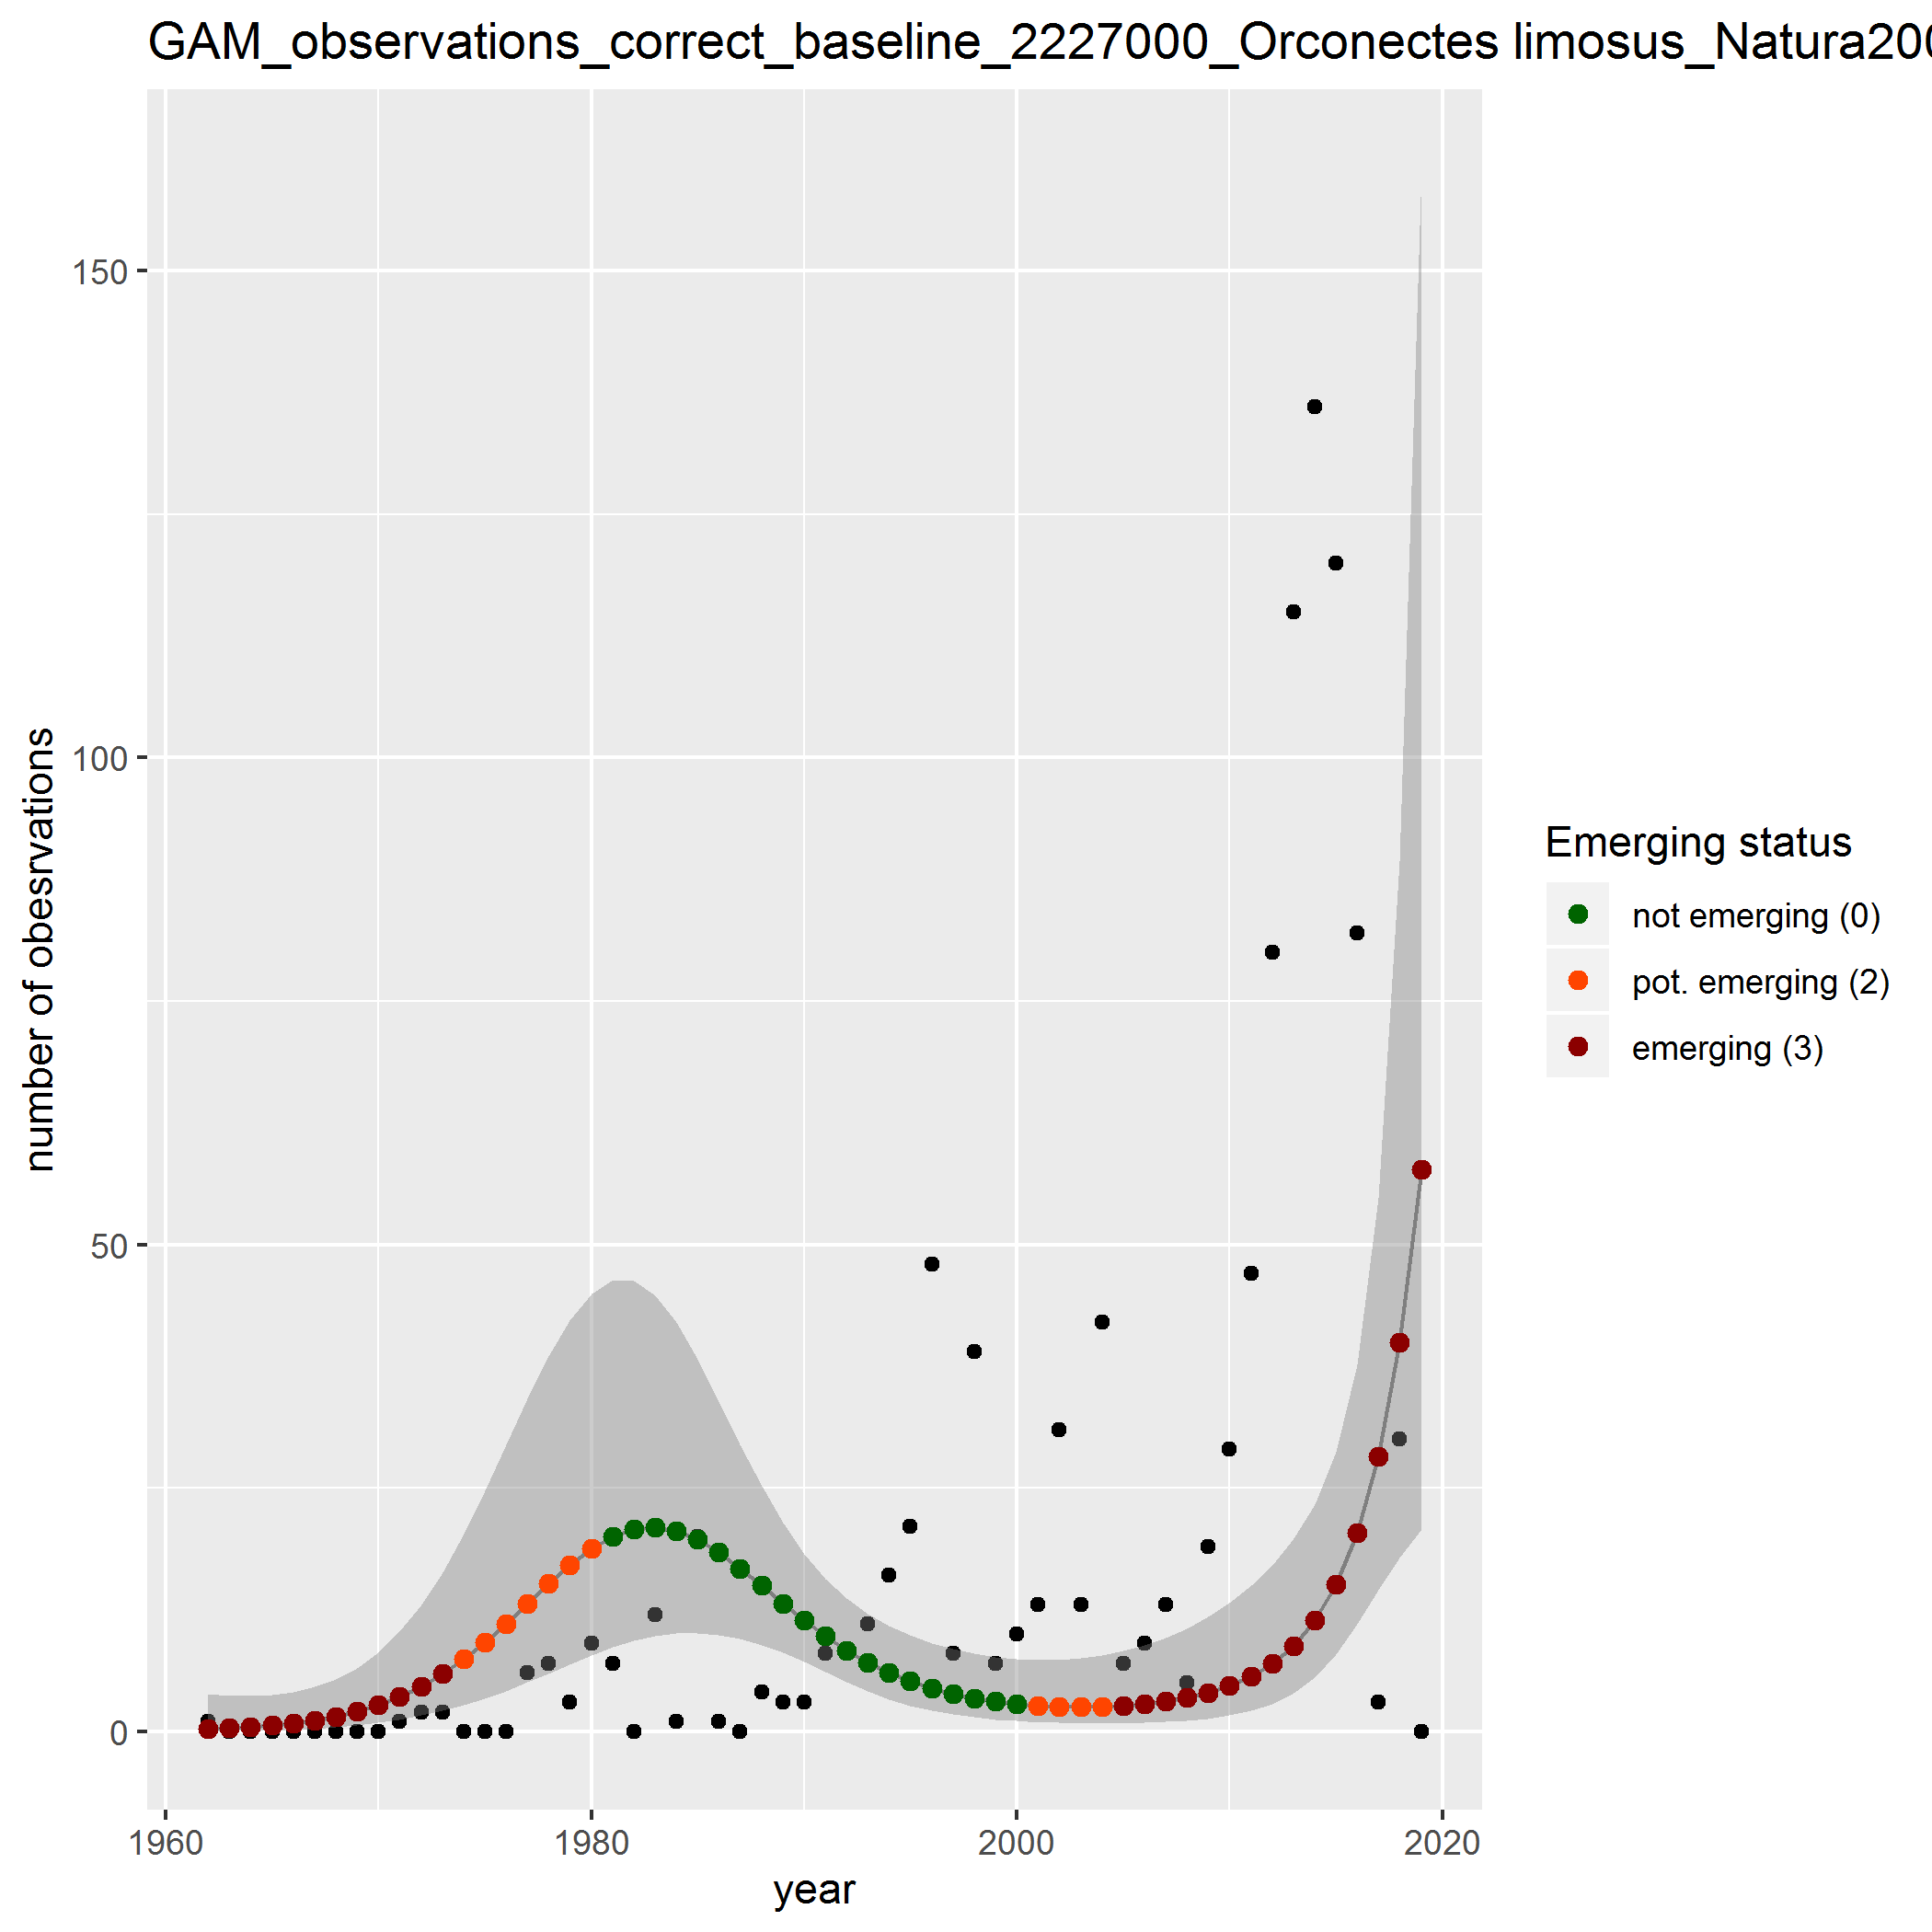 GAM_observations_correct_baseline_2227000_Orconectes limosus_Natura200
number of obesrvations
150
100
50
0
1960
1980
2000
2020
year
Emerging status
not emerging (0)
pot. emerging (2)
emerging (3)